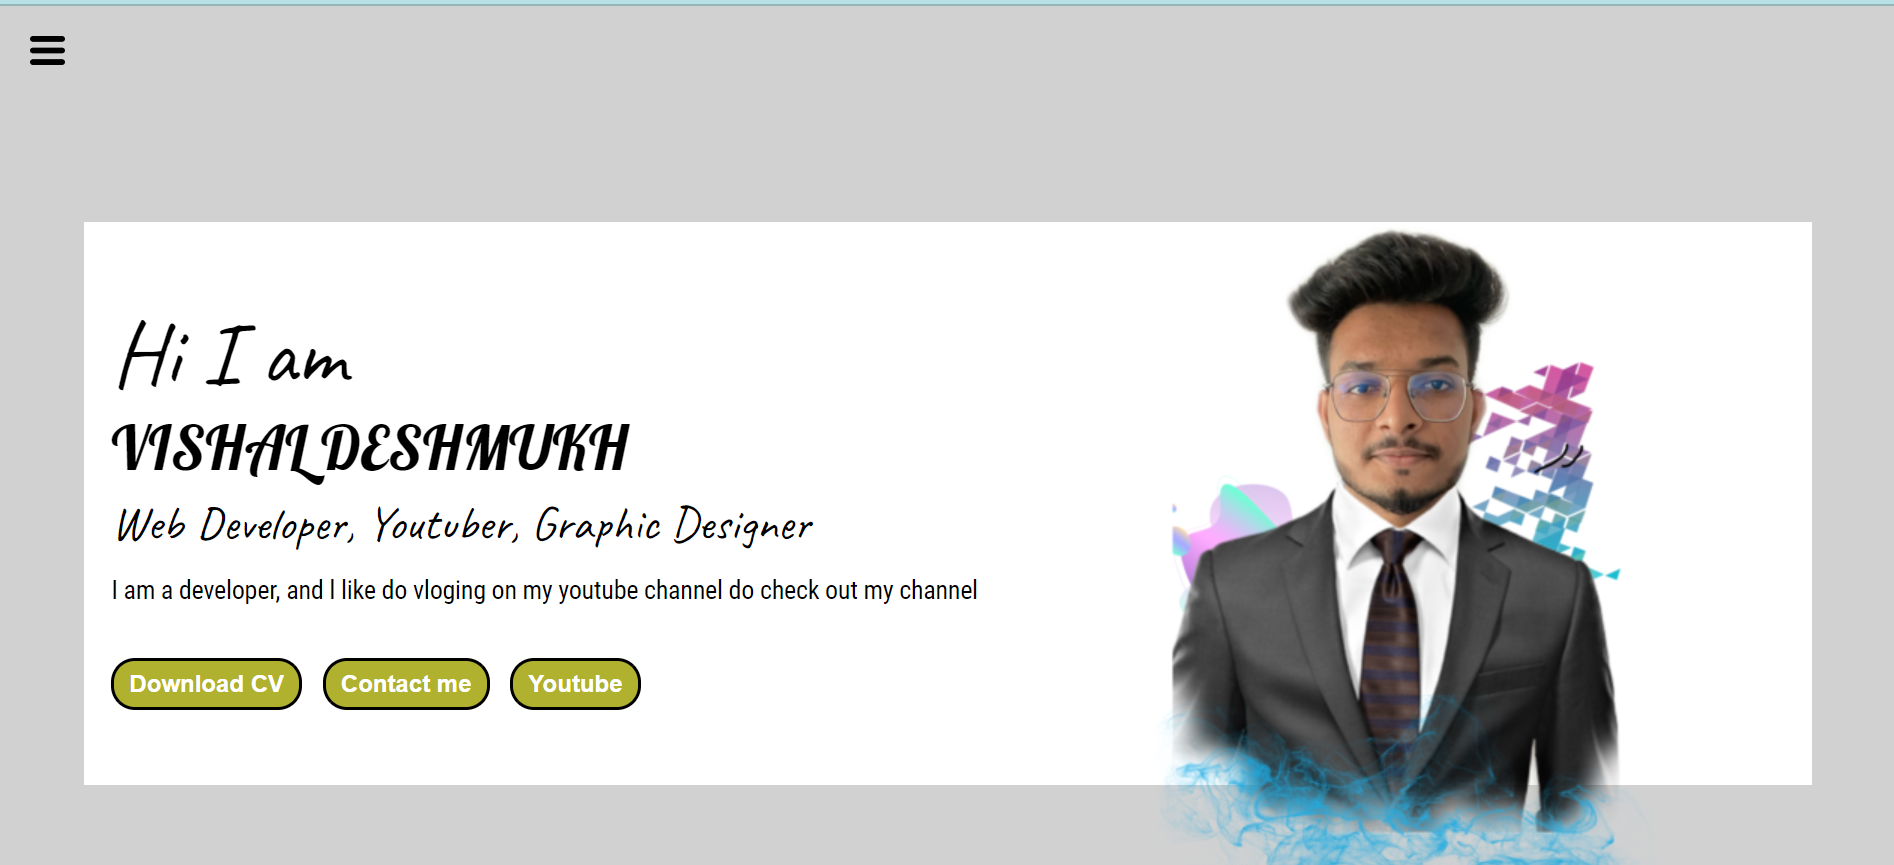 Hi I am
VISHAL DESHMUKH
Web Developer, Youtuber, Graphic Designer
I am a developer, and I like do vloging on my youtube channel do check out my channel
Download CV Contact me Youtube